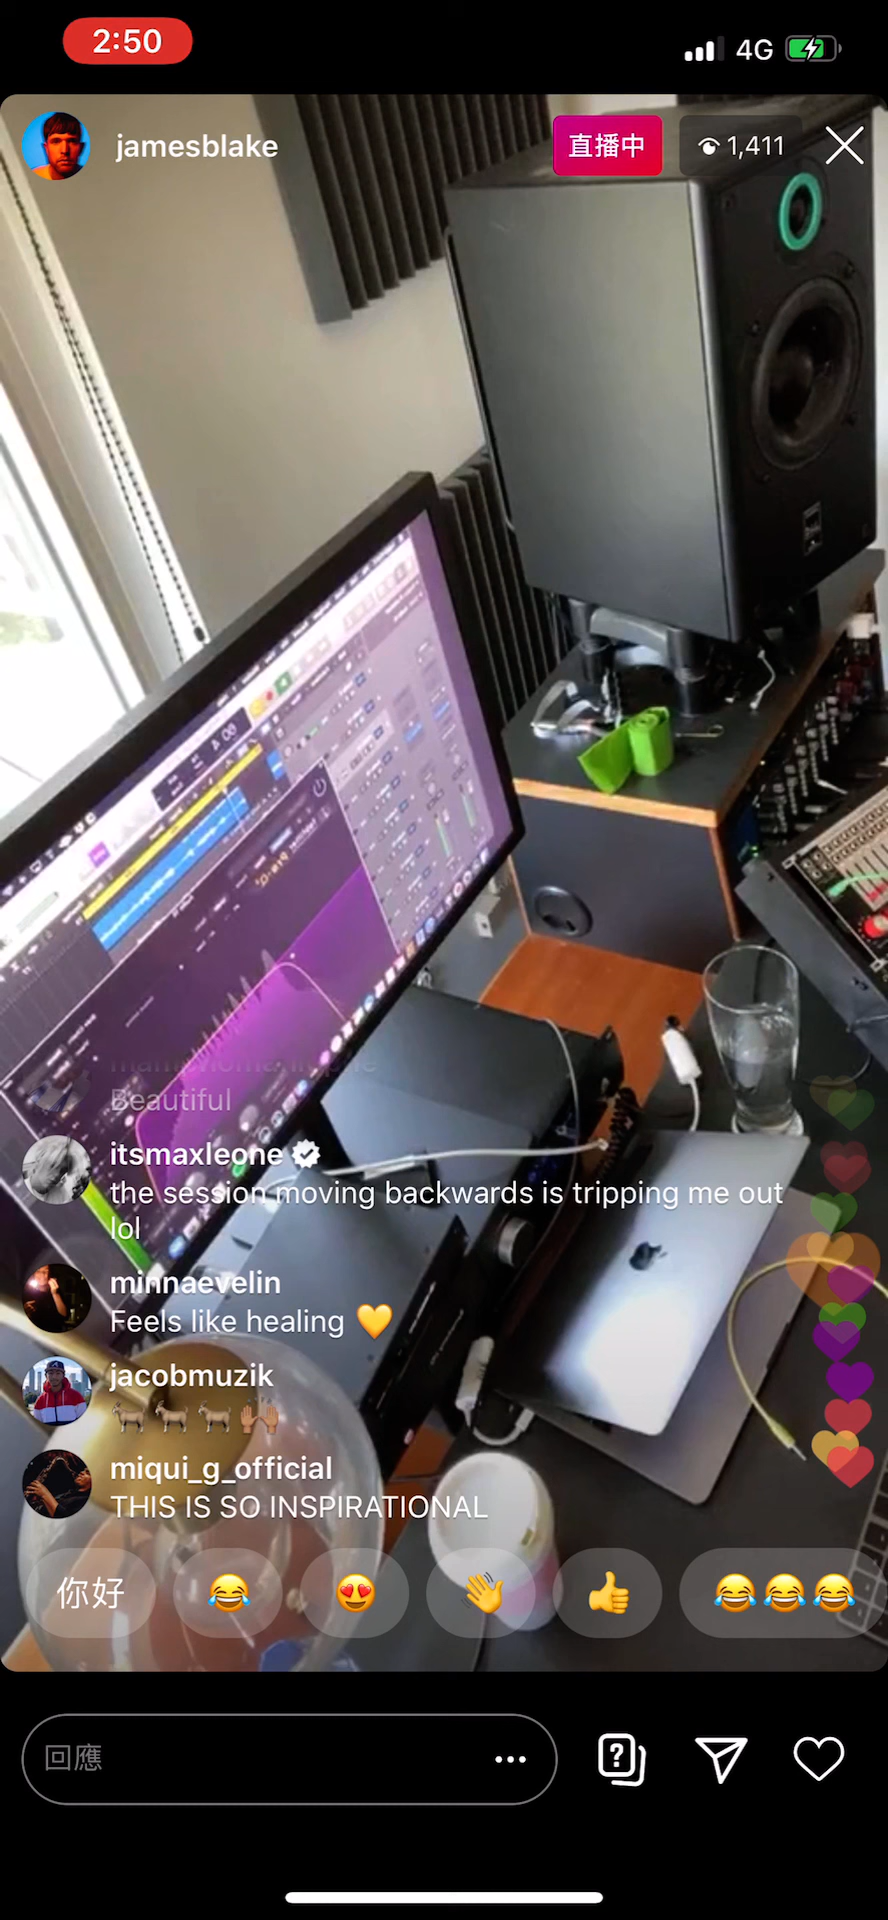 2:50
4G
jamesblake
直播中
1,411
Beautiful
itsmaxleone
the session moving backwards is tripping me out
lol
minnaevelin
Feels like healing 💛
jacobmuzik
🐐 🐐 🐐 🙌🏽
miqui_g_official
THIS IS SO INSPIRATIONAL
你好 😂 😍 👋 👍 😂 😂 😂
回應